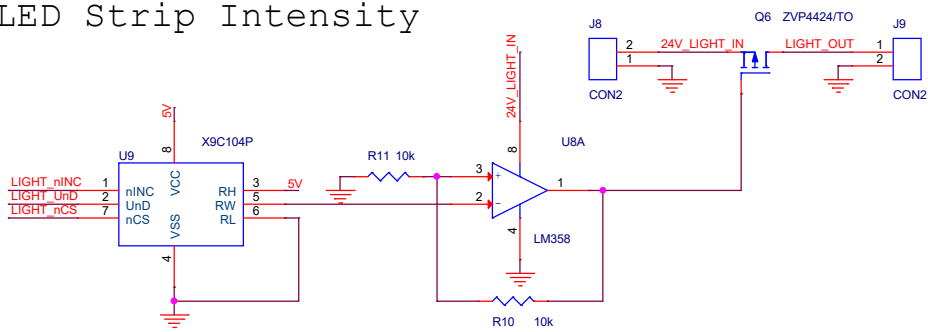 LED Strip Intensity
Q6 ZVP4424/TO
J8
J9
2 24V_LIGHT_IN
LIGHT_OUT 1
1
2
CON2
CON2
24V_LIGHT_IN
5V
X9C104P
U9
8
R11 10k
8
U8A
LIGHT_nINC 1 nINC VCC RH 3 5V
LIGHT_UnD 2 UnD RW 5
LIGHT_nCS 7 nCS RL 6
VSS
3 +
2 -
1
4
4
LM358
R10 10k